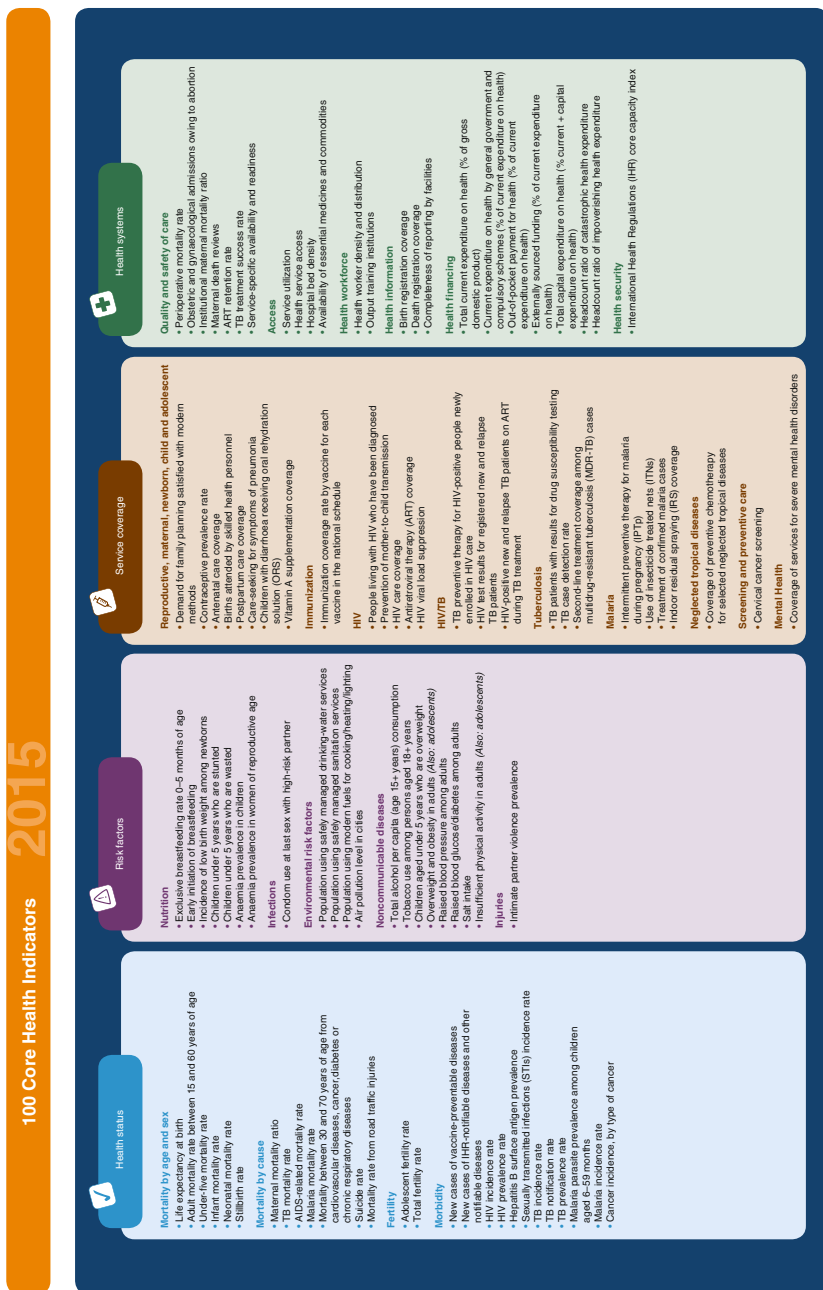 100 Core Health Indicators 2015
Health status
Mortality by age and sex
• Life expectancy at birth
• Adult mortality rate between 15 and 60 years of age
• Under-five mortality rate
• Infant mortality rate
• Neonatal mortality rate
• Stillbirth rate
Mortality by cause
• Maternal mortality ratio
• TB mortality rate
• AIDS-related mortality rate
• Malaria mortality rate
• Mortality between 30 and 70 years of age from
cardiovascular diseases, cancer,diabetes or
chronic respiratory diseases
• Suicide rate
• Mortality rate from road traffic injuries
Fertility
• Adolescent fertility rate
• Total fertility rate
Morbidity
• New cases of vaccine-preventable diseases
• New cases of IHR-notifiable diseases and other
notifiable diseases
• HIV incidence rate
• HIV prevalence rate
• Hepatitis B surface antigen prevalence
• Sexually transmitted infections (STIs) incidence rate
• TB incidence rate
• TB notification rate
• TB prevalence rate
• Malaria parasite prevalence among children
aged 6–59 months
• Malaria incidence rate
• Cancer incidence, by type of cancer
Risk factors
Nutrition
• Exclusive breastfeeding rate 0–5 months of age
• Early initiation of breastfeeding
• Incidence of low birth weight among newborns
• Children under 5 years who are stunted
• Children under 5 years who are wasted
• Anaemia prevalence in children
• Anaemia prevalence in women of reproductive age
Infections
• Condom use at last sex with high-risk partner
Environmental risk factors
• Population using safely managed drinking-water services
• Population using safely managed sanitation services
• Population using modern fuels for cooking/heating/lighting
• Air pollution level in cities
Noncommunicable diseases
• Total alcohol per capita (age 15+ years) consumption
• Tobacco use among persons aged 18+ years
• Children aged under 5 years who are overweight
• Overweight and obesity in adults (Also: adolescents)
• Raised blood pressure among adults
• Raised blood glucose/diabetes among adults
• Salt intake
• Insufficient physical activity in adults (Also: adolescents)
Injuries
• Intimate partner violence prevalence
Service coverage
Reproductive, maternal, newborn, child and adolescent
• Demand for family planning satisfied with modern
methods
• Contraceptive prevalence rate
• Antenatal care coverage
• Births attended by skilled health personnel
• Postpartum care coverage
• Care-seeking for symptoms of pneumonia
• Children with diarrhoea receiving oral rehydration
solution (ORS)
• Vitamin A supplementation coverage
Immunization
• Immunization coverage rate by vaccine for each
vaccine in the national schedule
HIV
• People living with HIV who have been diagnosed
• Prevention of mother-to-child transmission
• HIV care coverage
• Antiretroviral therapy (ART) coverage
• HIV viral load suppression
HIV/TB
• TB preventive therapy for HIV-positive people newly
enrolled in HIV care
• HIV test results for registered new and relapse
TB patients
• HIV-positive new and relapse TB patients on ART
during TB treatment
Tuberculosis
• TB patients with results for drug susceptibility testing
• TB case detection rate
• Second-line treatment coverage among
multidrug-resistant tuberculosis (MDR-TB) cases
Malaria
• Intermittent preventive therapy for malaria
during pregnancy (IPTp)
• Use of insecticide treated nets (ITNs)
• Treatment of confirmed malaria cases
• Indoor residual spraying (IRS) coverage
Neglected tropical diseases
• Coverage of preventive chemotherapy
for selected neglected tropical diseases
Screening and preventive care
• Cervical cancer screening
Mental Health
• Coverage of services for severe mental health disorders
Health systems
Quality and safety of care
• Perioperative mortality rate
• Obstetric and gynaecological admissions owing to abortion
• Institutional maternal mortality ratio
• Maternal death reviews
• ART retention rate
• TB treatment success rate
• Service-specific availability and readiness
Access
• Service utilization
• Health service access
• Hospital bed density
• Availability of essential medicines and commodities
Health workforce
• Health worker density and distribution
• Output training institutions
Health information
• Birth registration coverage
• Death registration coverage
• Completeness of reporting by facilities
Health financing
• Total current expenditure on health (% of gross
domestic product)
• Current expenditure on health by general government and
compulsory schemes (% of current expenditure on health)
• Out-of-pocket payment for health (% of current
expenditure on health)
• Externally sourced funding (% of current expenditure
on health)
• Total capital expenditure on health (% current + capital
expenditure on health)
• Headcount ratio of catastrophic health expenditure
• Headcount ratio of impoverishing health expenditure
Health security
• International Health Regulations (IHR) core capacity index